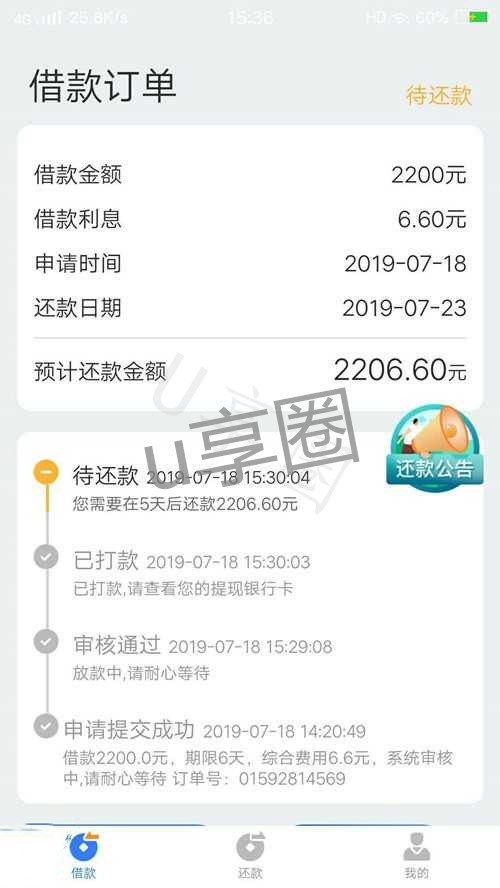 4G 25.8K/s 15:36 HD 60%
借款订单
待还款
借款金额 2200元
借款利息 6.60元
申请时间 2019-07-18
还款日期 2019-07-23
预计还款金额 2206.60元
u享圈
还款公告
待还款 2019-07-18 15:30:04
您需要在5天后还款2206.60元
已打款 2019-07-18 15:30:03
已打款,请查看您的提现银行卡
审核通过 2019-07-18 15:29:08
放款中,请耐心等待
申请提交成功 2019-07-18 14:20:49
借款2200.0元，期限6天，综合费用6.6元，系统审核
中,请耐心等待 订单号：01592814569
借款 还款 我的